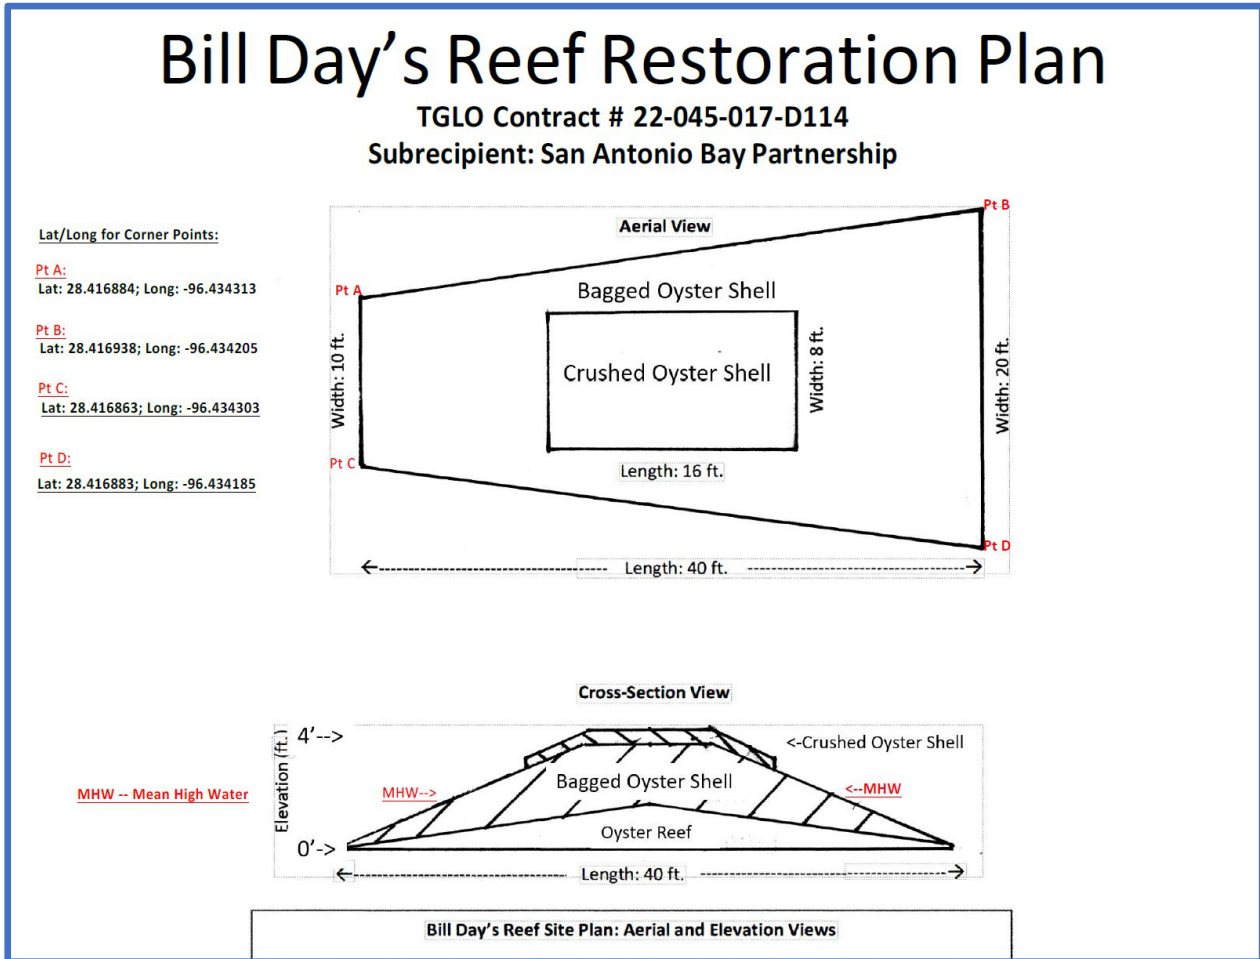 Bill Day's Reef Restoration Plan
TGLO Contract # 22-045-017-D114
Subrecipient: San Antonio Bay Partnership
Lat/Long for Corner Points:
Pt A:
Lat: 28.416884; Long: -96.434313
Pt B:
Lat: 28.416938; Long: -96.434205
Pt C:
Lat: 28.416863; Long: -96.434303
Pt D:
Lat: 28.416883; Long: -96.434185
Pt B
Aerial View
Pt A
Bagged Oyster Shell
Width: 10 ft.
Crushed Oyster Shell
Width: 8 ft.
Width: 20 ft.
Pt C
Length: 16 ft.
Pt D
Length: 40 ft.
Cross-Section View
Elevation (ft.)
4'-->
<-Crushed Oyster Shell
Bagged Oyster Shell
MHW -- Mean High Water
MHW-->
<--MHW
Oyster Reef
0'->
Length: 40 ft.
Bill Day's Reef Site Plan: Aerial and Elevation Views